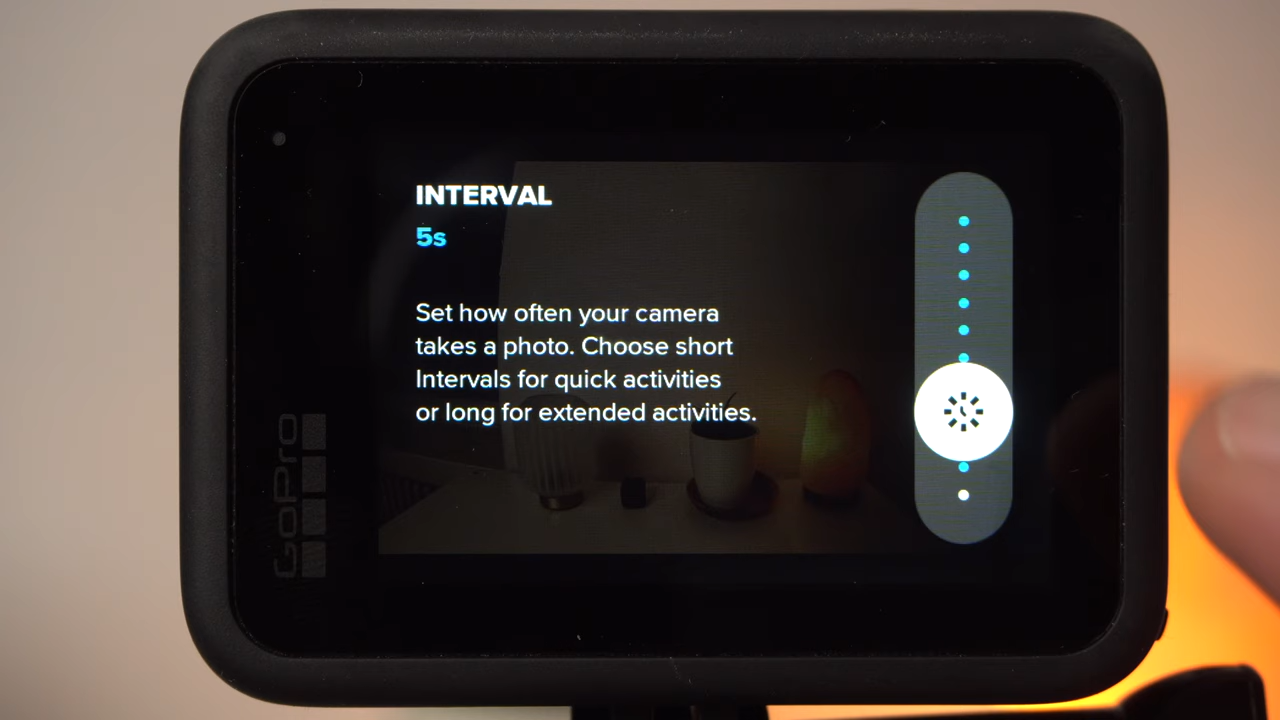 INTERVAL
5s
Set how often your camera
takes a photo. Choose short
Intervals for quick activities
or long for extended activities.
GoPro